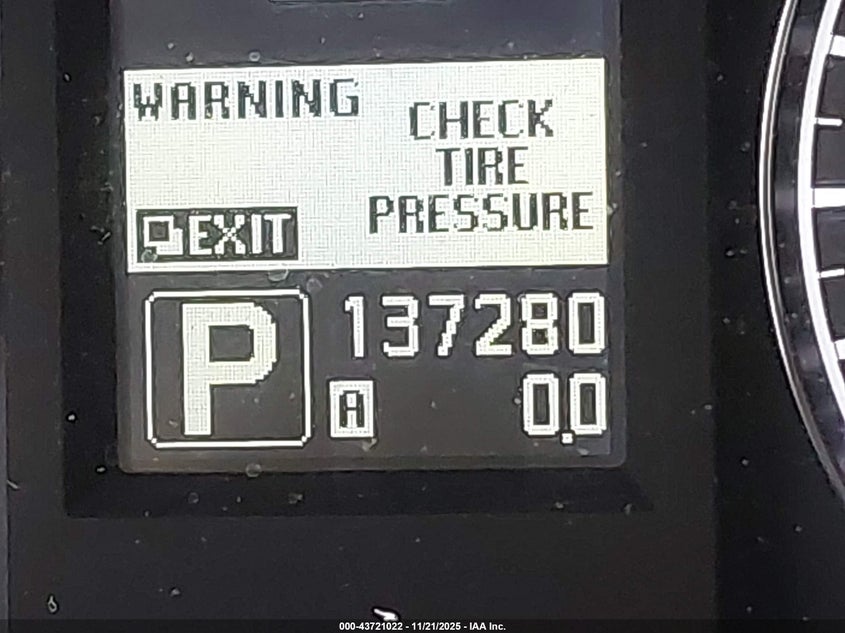 WARNING
CHECK
TIRE
PRESSURE
EXIT
P
137280
A
0.0
000-43721022 - 11/21/2025 - IAA Inc.